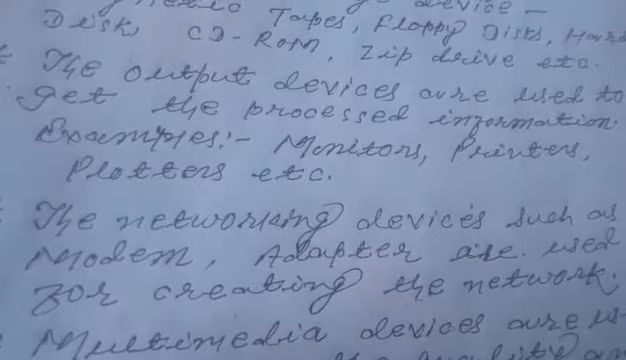 device -
Tapes, Floppy Disks, Hard
Disk, CD-Rom, Zip drive etc.
The output devices are used to
get the processed information.
Examples:- Monitors, Printers,
Plotters etc.
The networking devices such as
Modem, Adapter are used
for creating the network.
Multimedia devices are